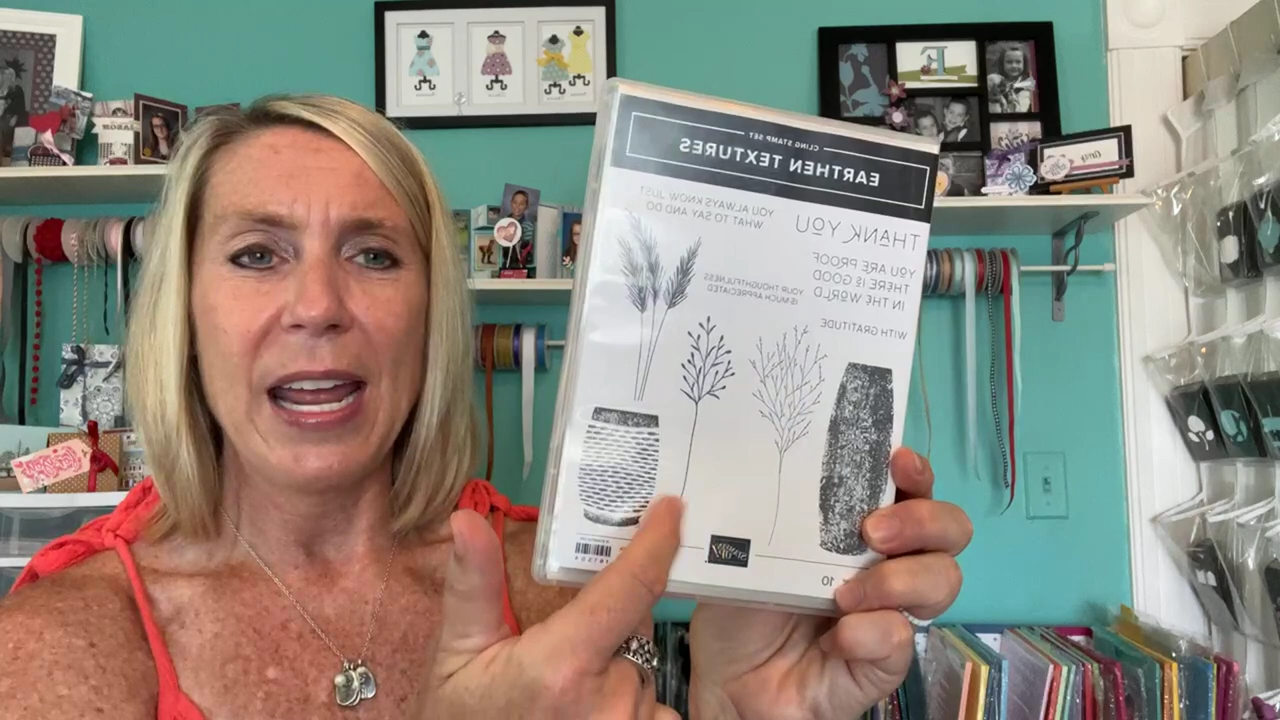 CLING STAMP SET
EARTHEN TEXTURES
THANK YOU
YOU ALWAYS KNOW JUST
WHAT TO SAY AND DO
YOU ARE PROOF
THERE IS GOOD
IN THE WORLD
YOUR THOUGHTFULNESS
IS MUCH APPRECIATED
WITH GRATITUDE
10